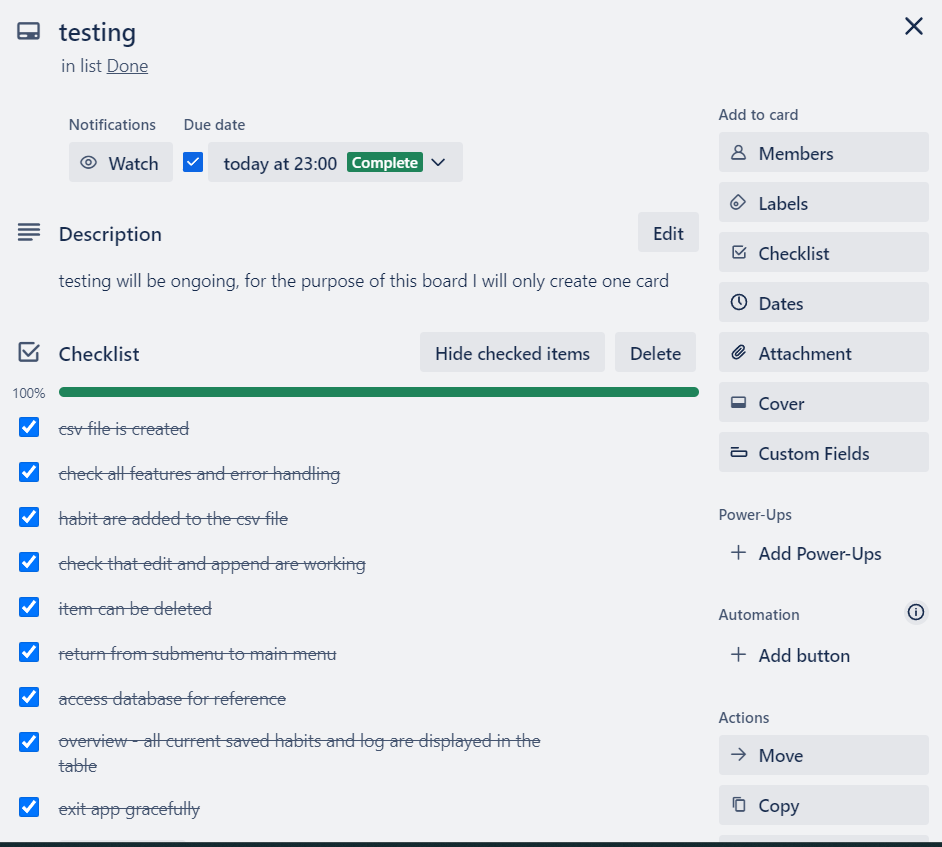 testing
in list Done
Notifications
Due date
Watch
today at 23:00 Complete
Description
Edit
testing will be ongoing, for the purpose of this board I will only create one card
Checklist
Hide checked items
Delete
100%
csv file is created
check all features and error handling
habit are added to the csv file
check that edit and append are working
item can be deleted
return from submenu to main menu
access database for reference
overview - all current saved habits and log are displayed in the
table
exit app gracefully
Add to card
Members
Labels
Checklist
Dates
Attachment
Cover
Custom Fields
Power-Ups
Add Power-Ups
Automation
Add button
Actions
Move
Copy